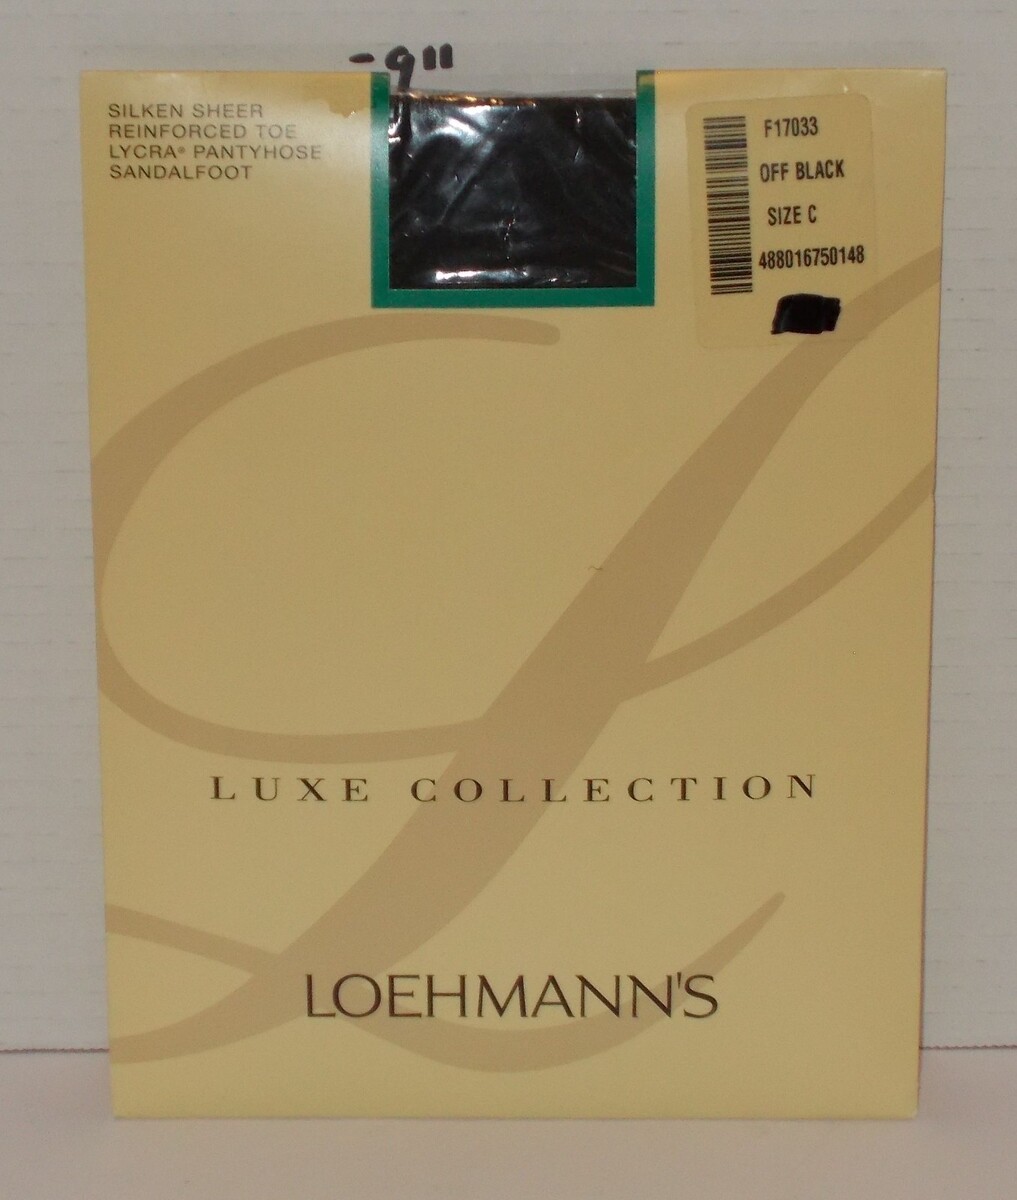 - 9"
SILKEN SHEER
REINFORCED TOE
LYCRA® PANTYHOSE
SANDALFOOT
F17033
OFF BLACK
SIZE C
488016750148
LUXE COLLECTION
LOEHMANN'S